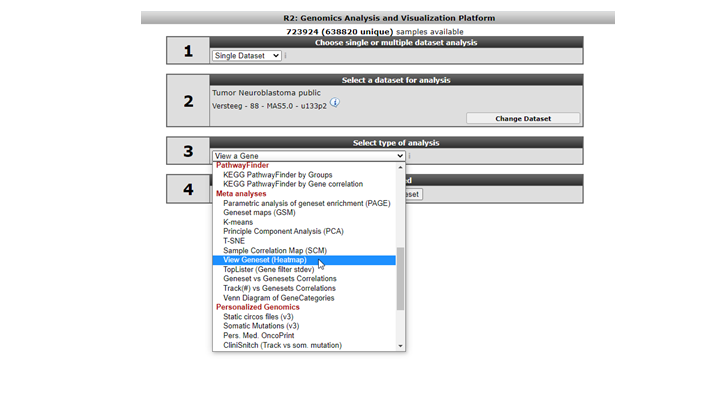 R2: Genomics Analysis and Visualization Platform
723924 (638820 unique) samples available
1
Choose single or multiple dataset analysis
Single Dataset
2
Select a dataset for analysis
Tumor Neuroblastoma public
Versteeg - 88 - MAS5.0 - u133p2
Change Dataset
3
Select type of analysis
View a Gene
4
PathwayFinder
KEGG PathwayFinder by Groups
KEGG PathwayFinder by Gene correlation
Meta analyses
Parametric analysis of geneset enrichment (PAGE)
Geneset maps (GSM)
K-means
Principle Component Analysis (PCA)
T-SNE
Sample Correlation Map (SCM)
View Geneset (Heatmap)
TopLister (Gene filter stdev)
Geneset vs Genesets Correlations
Track(#) vs Genesets Correlations
Venn Diagram of GeneCategories
Personalized Genomics
Static circos files (v3)
Somatic Mutations (v3)
Pers. Med. OncoPrint
CliniSnitch (Track vs som. mutation)